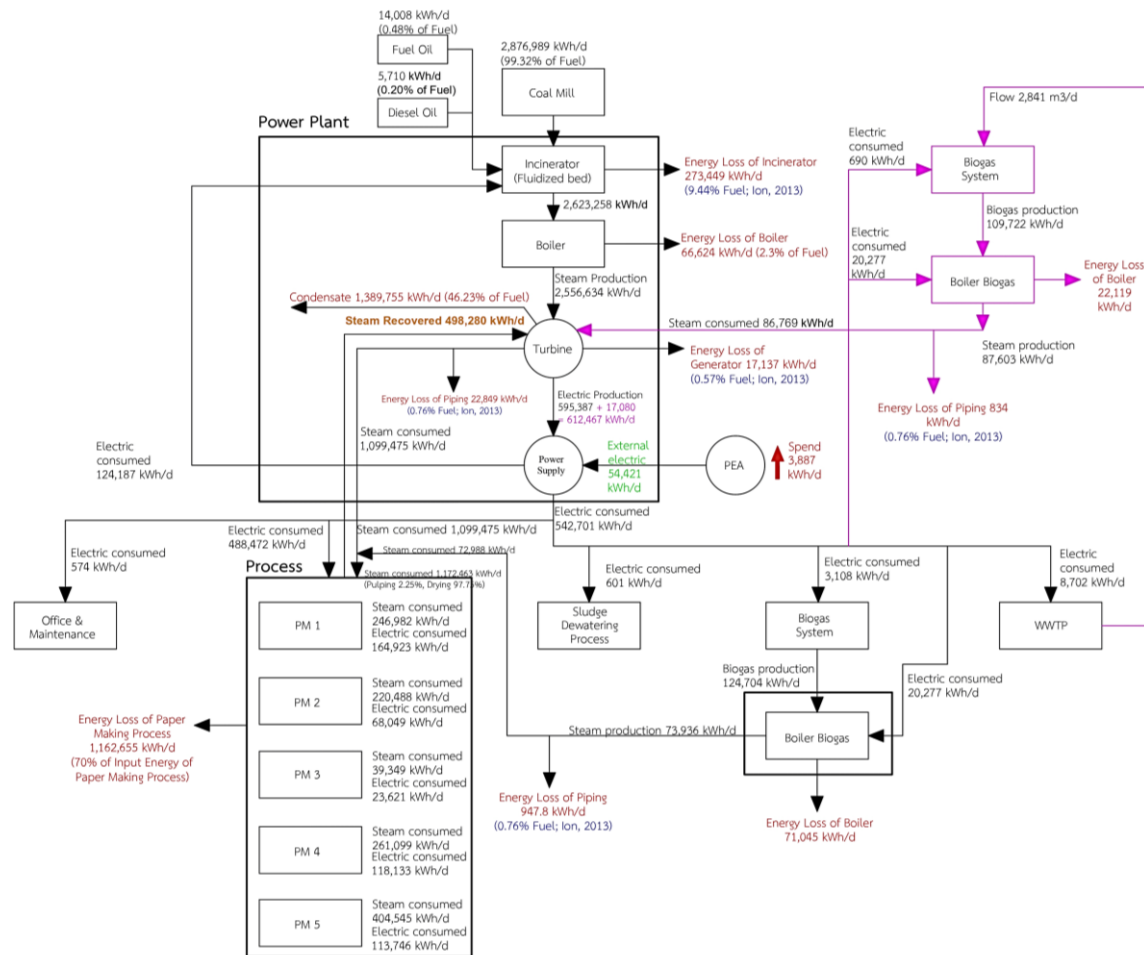 14,008 kWh/d
(0.48% of Fuel)
Fuel Oil
5,710 kWh/d
(0.20% of Fuel)
Diesel Oil
2,876,989 kWh/d
(99.32% of Fuel)
Coal Mill
Power Plant
Incinerator
(Fluidized bed)
Energy Loss of Incinerator
273,449 kWh/d
(9.44% Fuel; Ion, 2013)
2,623,258 kWh/d
Boiler
Energy Loss of Boiler
66,624 kWh/d (2.3% of Fuel)
Steam Production
2,556,634 kWh/d
Condensate 1,389,755 kWh/d (46.23% of Fuel)
Steam Recovered 498,280 kWh/d
Turbine
Steam consumed 86,769 kWh/d
Energy Loss of
Generator 17,137 kWh/d
(0.57% Fuel; Ion, 2013)
Energy Loss of Piping 22,849 kWh/d
(0.76% Fuel; Ion, 2013)
Steam consumed
1,099,475 kWh/d
Electric Production
595,387 + 17,080
= 612,467 kWh/d
Electric
consumed
124,187 kWh/d
Power
Supply
External
electric
54,421
kWh/d
PEA
Spend
3,887
kWh/d
Flow 2,841 m3/d
Electric
consumed
690 kWh/d
Biogas
System
Biogas production
109,722 kWh/d
Electric
consumed
20,277
kWh/d
Boiler Biogas
Energy Loss
of Boiler
22,119
kWh/d
Steam production
87,603 kWh/d
Energy Loss of Piping 834
kWh/d
(0.76% Fuel; Ion, 2013)
Electric consumed
542,701 kWh/d
Electric consumed
574 kWh/d
Office &
Maintenance
Electric consumed
488,472 kWh/d
Steam consumed 1,099,475 kWh/d
Steam consumed 72,988 kWh/d
Steam consumed 1,172,463 kWh/d
(Pulping 2.25%, Drying 97.75%)
Process
PM 1
Steam consumed
246,982 kWh/d
Electric consumed
164,923 kWh/d
PM 2
Steam consumed
220,488 kWh/d
Electric consumed
68,049 kWh/d
PM 3
Steam consumed
39,349 kWh/d
Electric consumed
23,621 kWh/d
PM 4
Steam consumed
261,099 kWh/d
Electric consumed
118,133 kWh/d
PM 5
Steam consumed
404,545 kWh/d
Electric consumed
113,746 kWh/d
Energy Loss of Paper
Making Process
1,162,655 kWh/d
(70% of Input Energy of
Paper Making Process)
Electric consumed
601 kWh/d
Sludge
Dewatering
Process
Electric consumed
3,108 kWh/d
Biogas
System
Biogas production
124,704 kWh/d
Electric
consumed
8,702 kWh/d
WWTP
Electric consumed
20,277 kWh/d
Steam production 73,936 kWh/d
Boiler Biogas
Energy Loss of Piping
947.8 kWh/d
(0.76% Fuel; Ion, 2013)
Energy Loss of Boiler
71,045 kWh/d